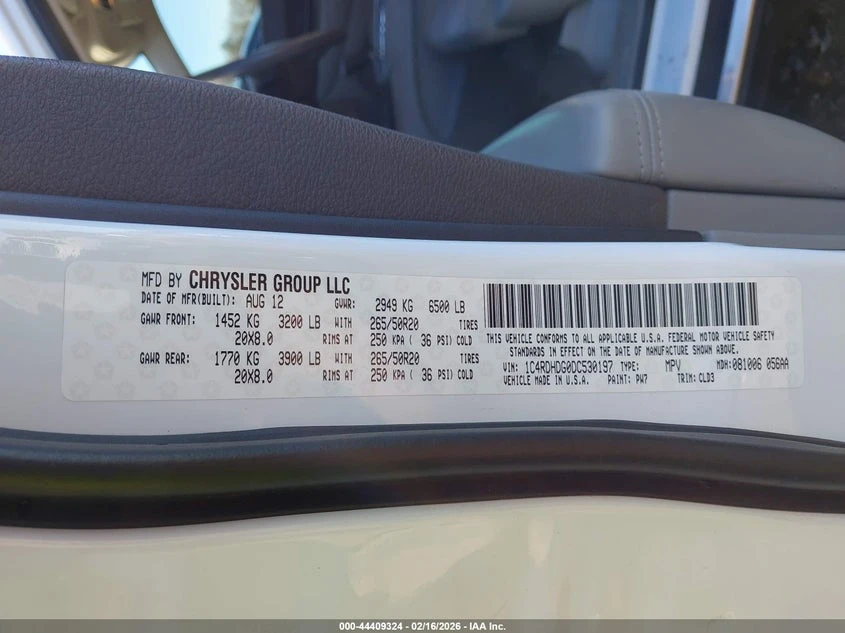 MFD BY CHRYSLER GROUP LLC
DATE OF MFR(BUILT): AUG 12 GVWR: 2949 KG 6500 LB
GAWR FRONT: 1452 KG 3200 LB WITH 265/50R20 TIRES
20X8.0 RIMS AT 250 KPA ( 36 PSI) COLD
GAWR REAR: 1770 KG 3900 LB WITH 265/50R20 TIRES
20X8.0 RIMS AT 250 KPA ( 36 PSI) COLD
THIS VEHICLE CONFORMS TO ALL APPLICABLE U.S.A. FEDERAL MOTOR VEHICLE SAFETY
STANDARDS IN EFFECT ON THE DATE OF MANUFACTURE SHOWN ABOVE.
VIN: 1C4RDHDG0DC530197 TYPE: MPV MDH: 081006 056AA
VEHICLE MADE IN U.S.A. PAINT: PW7 TRIM: CLD3
000-44409324 | 02/16/2026 | IAA Inc.